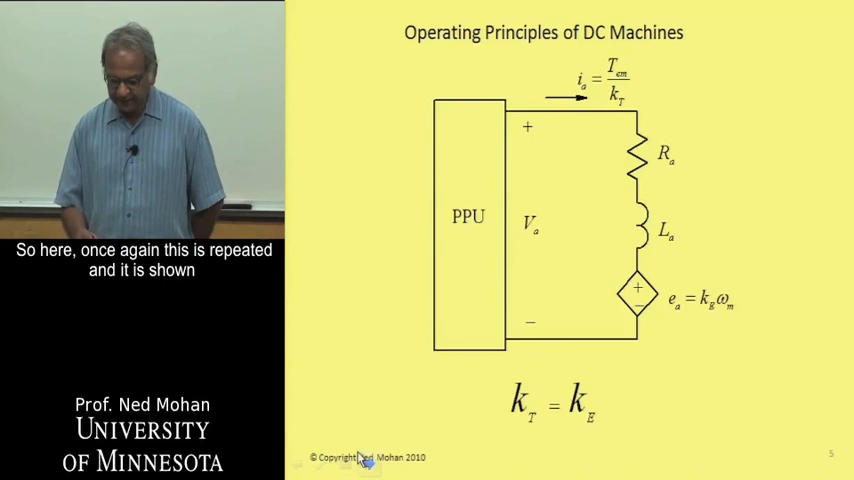 Operating Principles of DC Machines
i_a = T_em / k_T
+
R_a
PPU
V_a
L_a
+
−
e_a = k_E ω_m
−
k_T = k_E
So here, once again this is repeated
and it is shown
Prof. Ned Mohan
UNIVERSITY
OF MINNESOTA
© Copyright Ned Mohan 2010
5